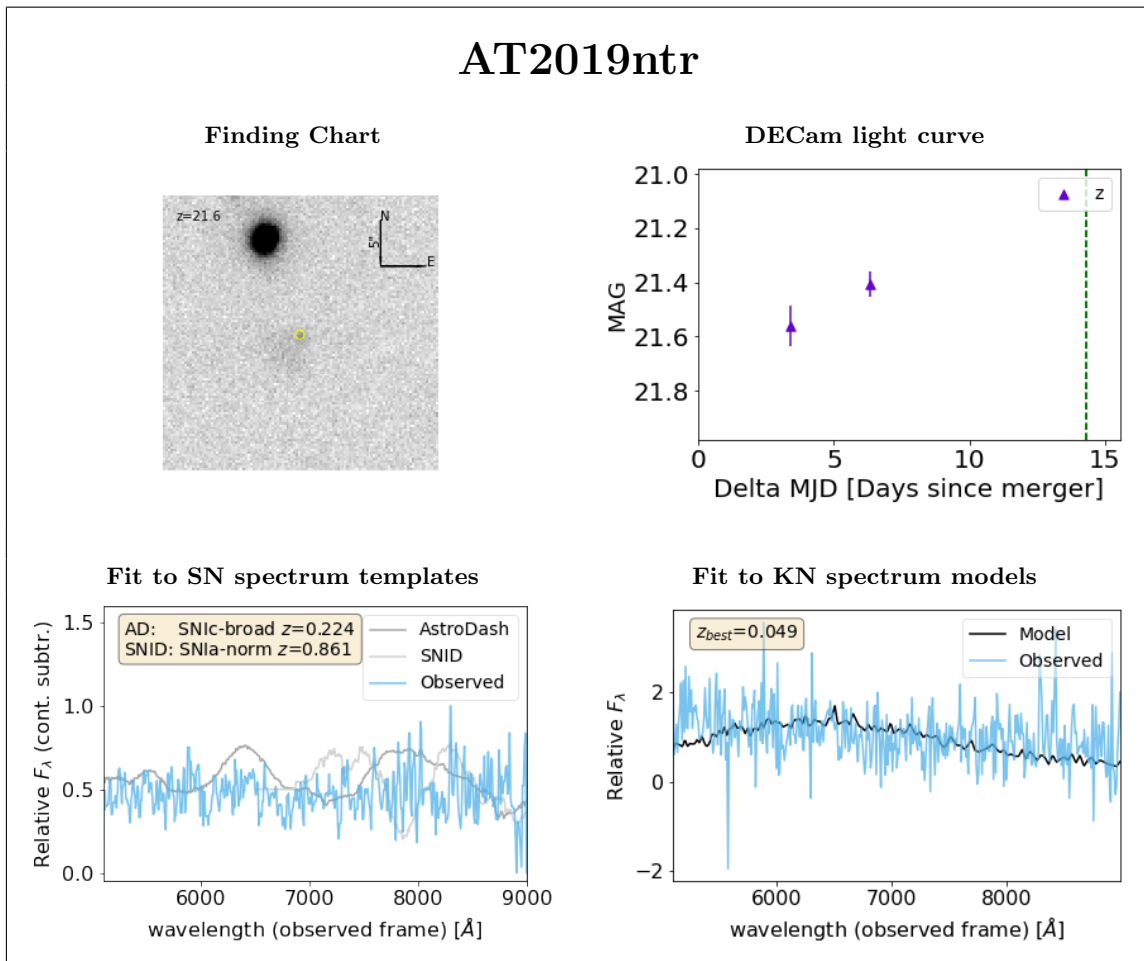 AT2019ntr
Finding Chart
z=21.6
N
5"
E
DECam light curve
21.0
21.2
21.4
21.6
21.8
MAG
z
0
5
10
15
Delta MJD [Days since merger]
Fit to SN spectrum templates
1.5
1.0
0.5
0.0
Relative Fλ (cont. subtr.)
AD: SNIc-broad z=0.224
SNID: SNIa-norm z=0.861
AstroDash
SNID
Observed
6000
7000
8000
9000
wavelength (observed frame) [Å]
Fit to KN spectrum models
2
0
−2
Relative Fλ
zbest=0.049
Model
Observed
6000
7000
8000
wavelength (observed frame) [Å]